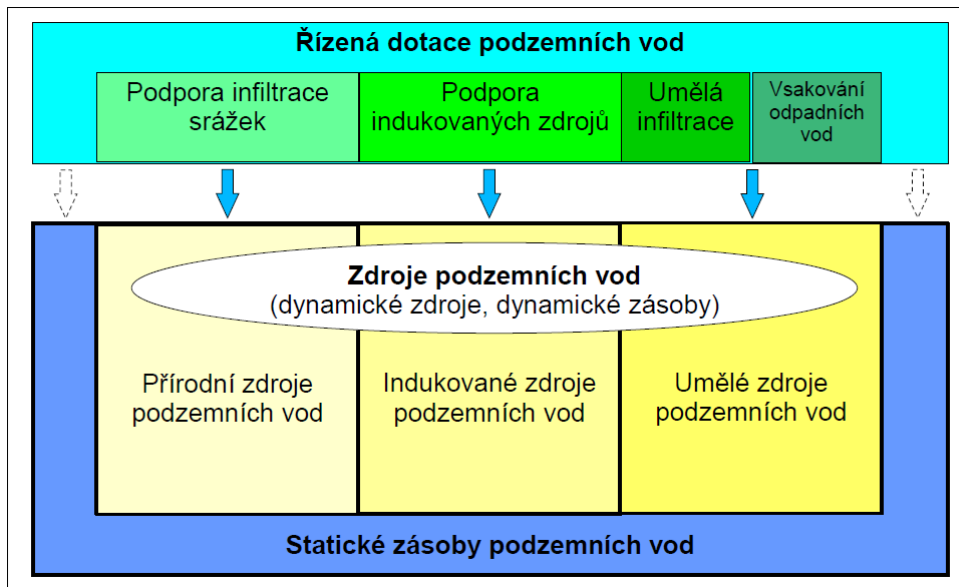 Řízená dotace podzemních vod
Podpora infiltrace
srážek
Podpora
indukovaných zdrojů
Umělá
infiltrace
Vsakování
odpadních
vod
Zdroje podzemních vod
(dynamické zdroje, dynamické zásoby)
Přírodní zdroje
podzemních vod
Indukované zdroje
podzemních vod
Umělé zdroje
podzemních vod
Statické zásoby podzemních vod